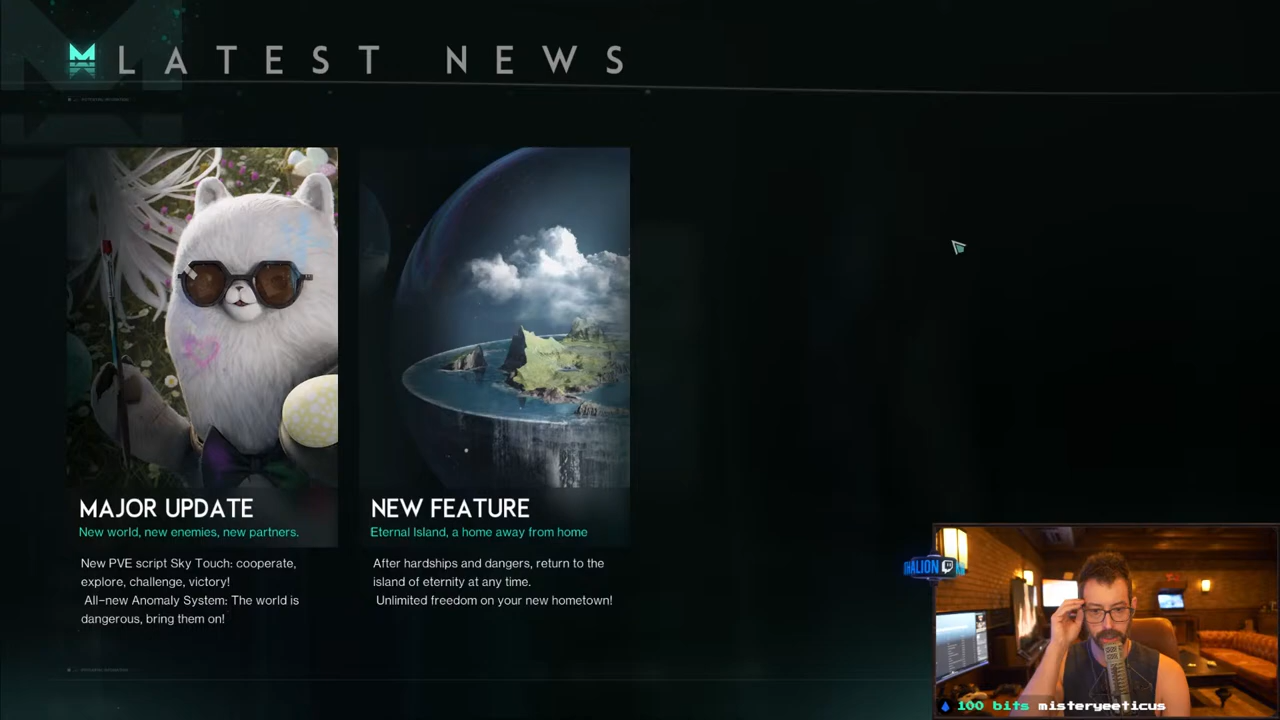 LATEST NEWS
MAJOR UPDATE
New world, new enemies, new partners.
New PVE script Sky Touch: cooperate,
explore, challenge, victory!
All-new Anomaly System: The world is
dangerous, bring them on!
NEW FEATURE
Eternal Island, a home away from home
After hardships and dangers, return to the
island of eternity at any time.
Unlimited freedom on your new hometown!
100 bits misteryeeticus